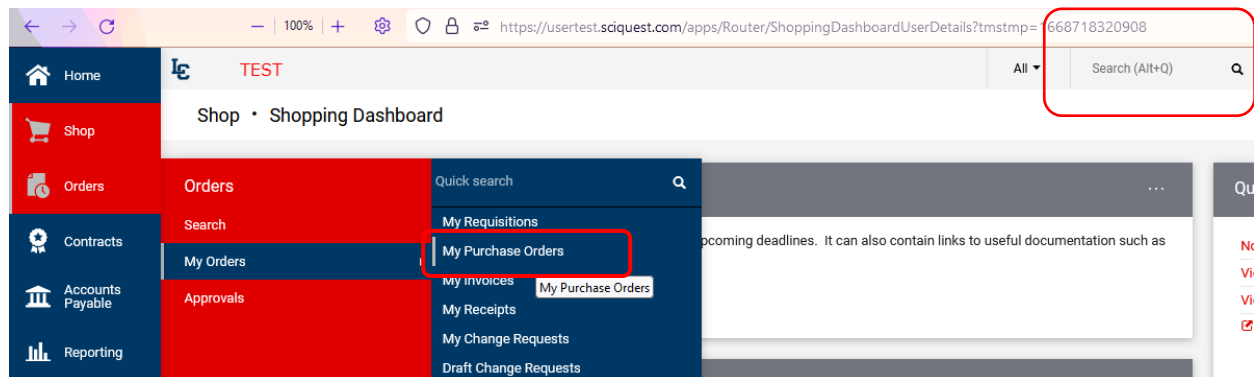 100%
https://usertest.sciquest.com/apps/Router/ShoppingDashboardUserDetails?tmstmp=1668718320908
Home
LC TEST
All
Search (Alt+Q)
Shop • Shopping Dashboard
Shop
Orders
Contracts
Accounts
Payable
Reporting
Orders
Search
My Orders
Approvals
Quick search
My Requisitions
My Purchase Orders
My Invoices
My Purchase Orders
My Receipts
My Change Requests
Draft Change Requests
...
pcoming deadlines. It can also contain links to useful documentation such as
Qu
No
Vi
Vi